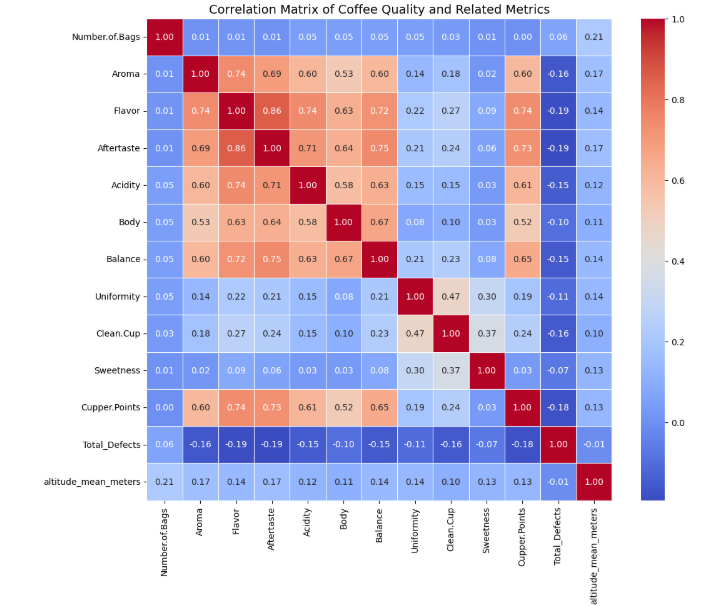 Correlation Matrix of Coffee Quality and Related Metrics
Number.of.Bags 1.00 0.01 0.01 0.01 0.05 0.05 0.05 0.05 0.03 0.01 0.00 0.06 0.21
Aroma 0.01 1.00 0.74 0.69 0.60 0.53 0.60 0.14 0.18 0.02 0.60 -0.16 0.17
Flavor 0.01 0.74 1.00 0.86 0.74 0.63 0.72 0.22 0.27 0.09 0.74 -0.19 0.14
Aftertaste 0.01 0.69 0.86 1.00 0.71 0.64 0.75 0.21 0.24 0.06 0.73 -0.19 0.17
Acidity 0.05 0.60 0.74 0.71 1.00 0.58 0.63 0.15 0.15 0.03 0.61 -0.15 0.12
Body 0.05 0.53 0.63 0.64 0.58 1.00 0.67 0.08 0.10 0.03 0.52 -0.10 0.11
Balance 0.05 0.60 0.72 0.75 0.63 0.67 1.00 0.21 0.23 0.08 0.65 -0.15 0.14
Uniformity 0.05 0.14 0.22 0.21 0.15 0.08 0.21 1.00 0.47 0.30 0.19 -0.11 0.14
Clean.Cup 0.03 0.18 0.27 0.24 0.15 0.10 0.23 0.47 1.00 0.37 0.24 -0.16 0.10
Sweetness 0.01 0.02 0.09 0.06 0.03 0.03 0.08 0.30 0.37 1.00 0.03 -0.07 0.13
Cupper.Points 0.00 0.60 0.74 0.73 0.61 0.52 0.65 0.19 0.24 0.03 1.00 -0.18 0.13
Total_Defects 0.06 -0.16 -0.19 -0.19 -0.15 -0.10 -0.15 -0.11 -0.16 -0.07 -0.18 1.00 -0.01
altitude_mean_meters 0.21 0.17 0.14 0.17 0.12 0.11 0.14 0.14 0.10 0.13 0.13 -0.01 1.00
Number.of.Bags
Aroma
Flavor
Aftertaste
Acidity
Body
Balance
Uniformity
Clean.Cup
Sweetness
Cupper.Points
Total_Defects
altitude_mean_meters
1.0
0.8
0.6
0.4
0.2
0.0